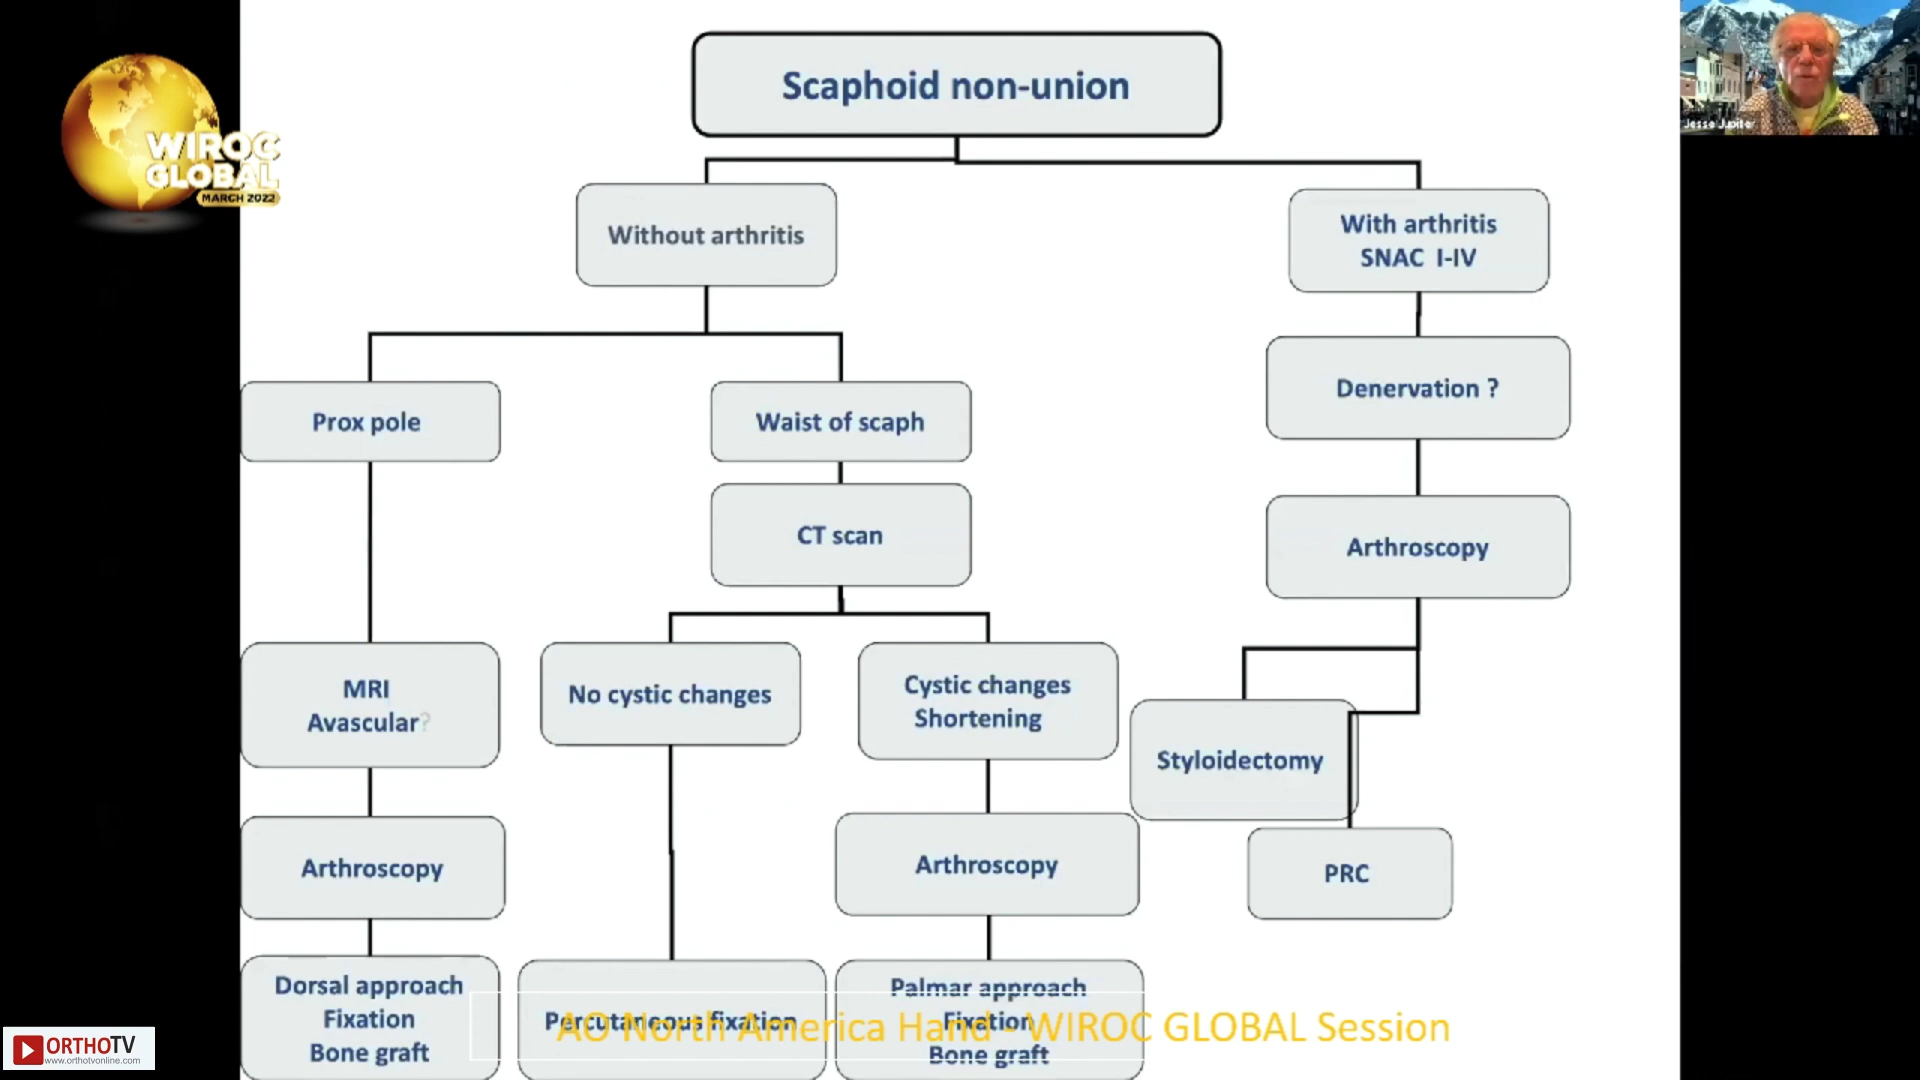 Scaphoid non-union
WIROC
GLOBAL
MARCH 2022
Jesse Jupiter
Without arthritis
With arthritis
SNAC I-IV
Prox pole
Waist of scaph
Denervation ?
CT scan
Arthroscopy
MRI
Avascular?
No cystic changes
Cystic changes
Shortening
Styloidectomy
Arthroscopy
Arthroscopy
PRC
Dorsal approach
Fixation
Bone graft
Percutaneous fixation
Palmar approach
Fixation
Bone graft
AO North America Hand - WIROC GLOBAL Session
ORTHOTV
www.orthotvonline.com